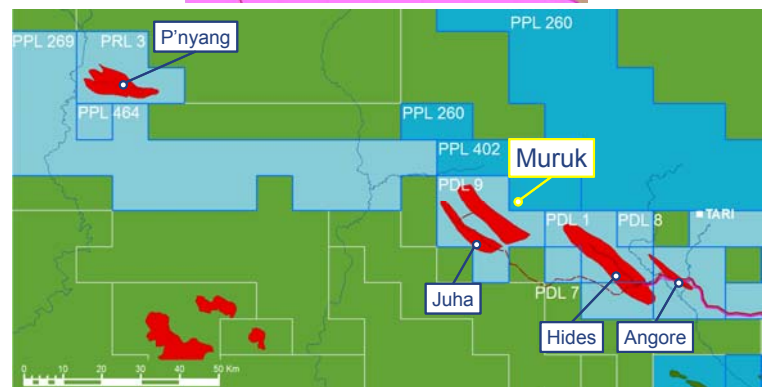 PPL 260
PPL 269
PRL 3
P'nyang
PPL 464
PPL 260
PPL 402
Muruk
PDL 9
PDL 1
PDL 8
TARI
Juha
PDL 7
Hides
Angore
0 10 20 30 40 50 Km